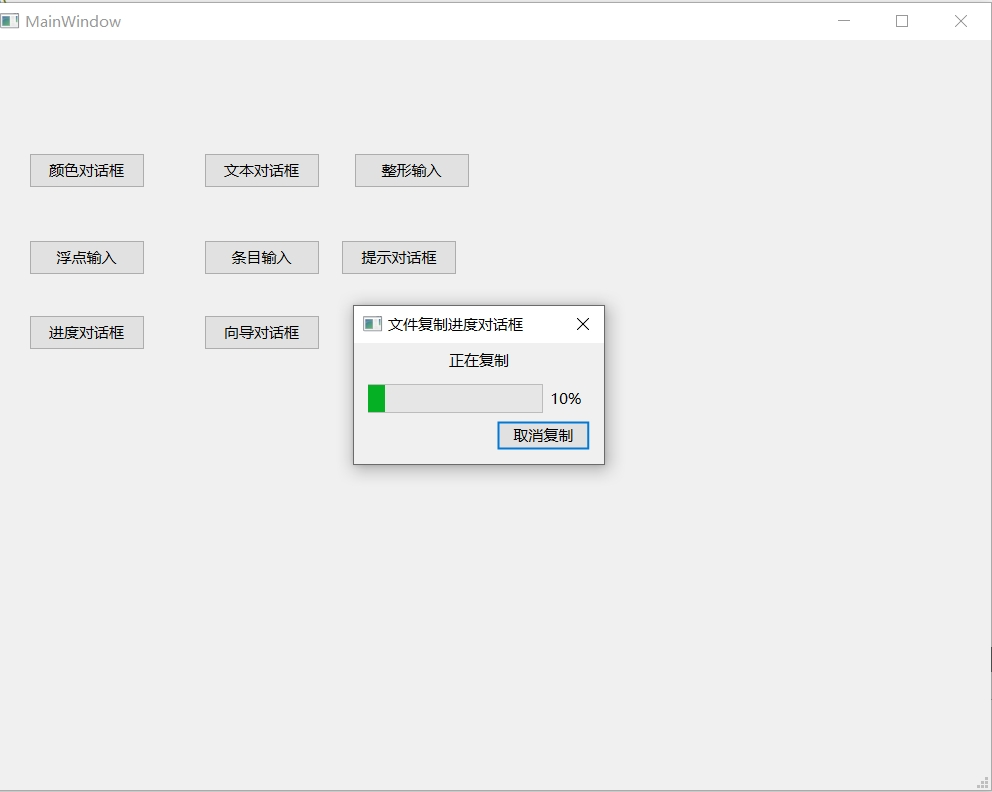 MainWindow
颜色对话框
文本对话框
整形输入
浮点输入
条目输入
提示对话框
进度对话框
向导对话框
文件复制进度对话框
正在复制
10%
取消复制